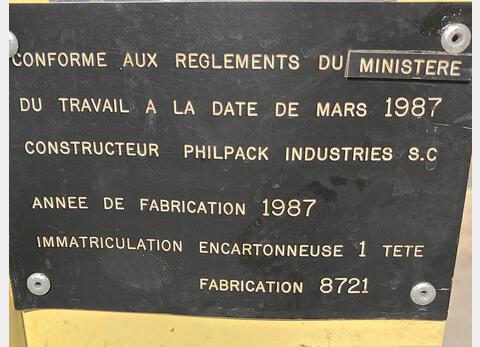 CONFORME AUX REGLEMENTS DU MINISTERE
DU TRAVAIL A LA DATE DE MARS 1987
CONSTRUCTEUR PHILPACK INDUSTRIES S.C
ANNEE DE FABRICATION 1987
IMMATRICULATION ENCARTONNEUSE 1 TETE
FABRICATION 8721